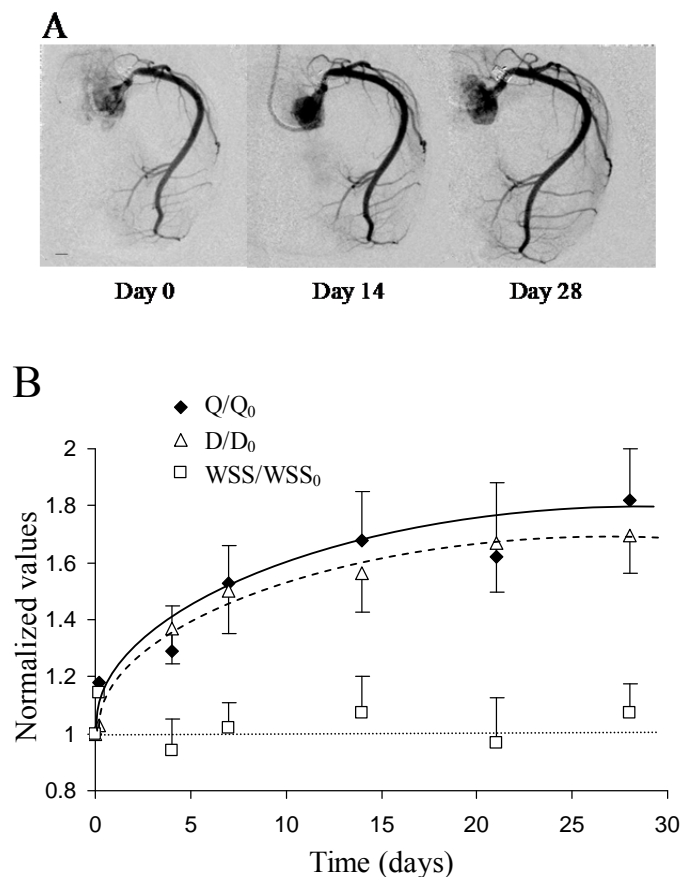 A
Day 0 Day 14 Day 28
B
Q/Q₀
D/D₀
WSS/WSS₀
Normalized values
2
1.8
1.6
1.4
1.2
1
0.8
0 5 10 15 20 25 30
Time (days)